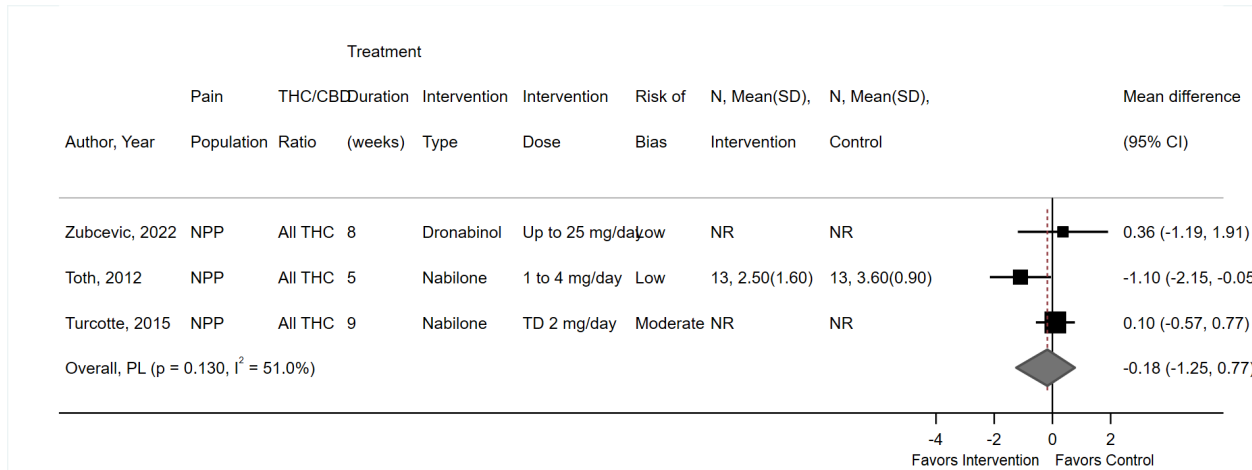 Treatment
Pain THC/CBD Duration Intervention Intervention Risk of N, Mean(SD), N, Mean(SD), Mean difference
Author, Year Population Ratio (weeks) Type Dose Bias Intervention Control (95% CI)
Zubcevic, 2022 NPP All THC 8 Dronabinol Up to 25 mg/day Low NR NR 0.36 (-1.19, 1.91)
Toth, 2012 NPP All THC 5 Nabilone 1 to 4 mg/day Low 13, 2.50(1.60) 13, 3.60(0.90) -1.10 (-2.15, -0.05
Turcotte, 2015 NPP All THC 9 Nabilone TD 2 mg/day Moderate NR NR 0.10 (-0.57, 0.77)
Overall, PL (p = 0.130, I² = 51.0%) -0.18 (-1.25, 0.77)
-4 -2 0 2
Favors Intervention Favors Control